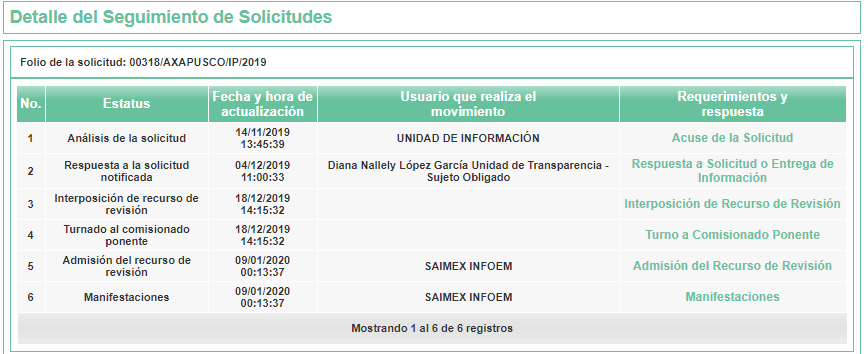 Detalle del Seguimiento de Solicitudes
Folio de la solicitud: 00318/AXAPUSCO/IP/2019
No. Estatus Fecha y hora de actualización Usuario que realiza el movimiento Requerimientos y respuesta
1 Análisis de la solicitud 14/11/2019 13:45:39 UNIDAD DE INFORMACIÓN Acuse de la Solicitud
2 Respuesta a la solicitud notificada 04/12/2019 11:00:33 Diana Nallely López García Unidad de Transparencia - Sujeto Obligado Respuesta a Solicitud o Entrega de Información
3 Interposición de recurso de revisión 18/12/2019 14:15:32 Interposición de Recurso de Revisión
4 Turnado al comisionado ponente 18/12/2019 14:15:32 Turno a Comisionado Ponente
5 Admisión del recurso de revisión 09/01/2020 00:13:37 SAIMEX INFOEM Admisión del Recurso de Revisión
6 Manifestaciones 09/01/2020 00:13:37 SAIMEX INFOEM Manifestaciones
Mostrando 1 al 6 de 6 registros